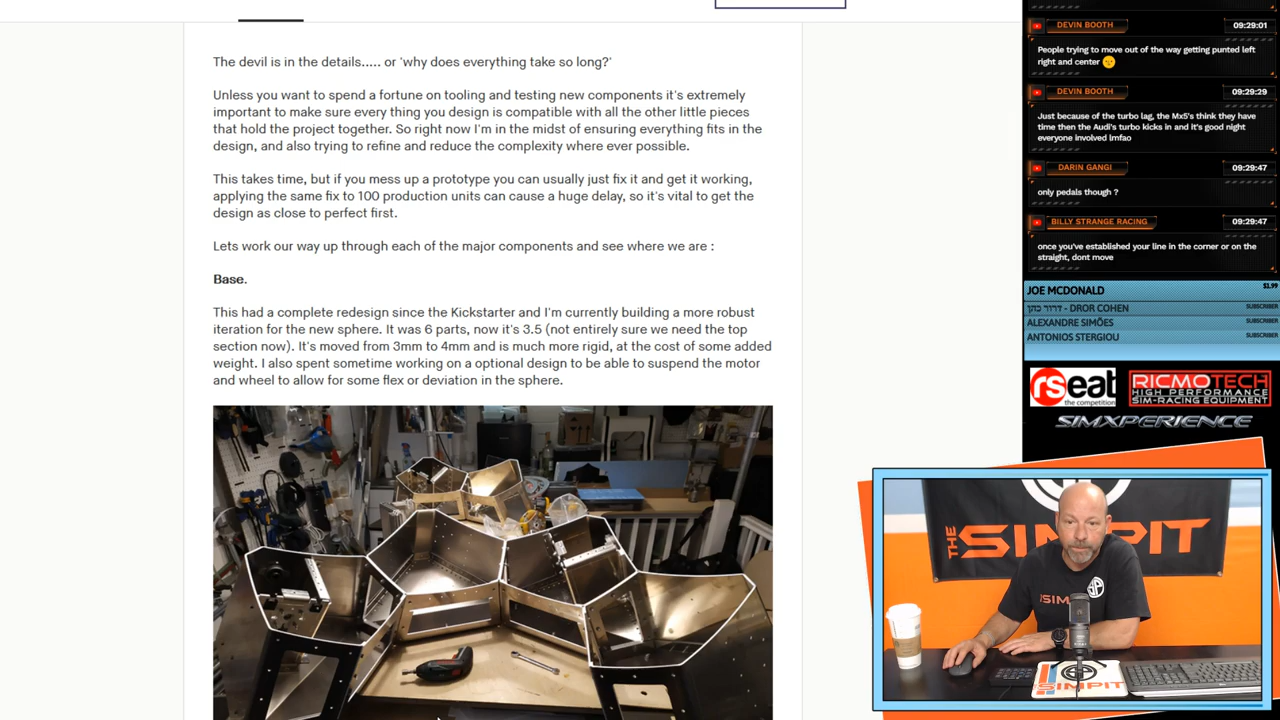 The devil is in the details..... or 'why does everything take so long?'
Unless you want to spend a fortune on tooling and testing new components it's extremely
important to make sure every thing you design is compatible with all the other little pieces
that hold the project together. So right now I'm in the midst of ensuring everything fits in the
design, and also trying to refine and reduce the complexity where ever possible.
This takes time, but if you mess up a prototype you can usually just fix it and get it working,
applying the same fix to 100 production units can cause a huge delay, so it's vital to get the
design as close to perfect first.
Lets work our way up through each of the major components and see where we are :
Base.
This had a complete redesign since the Kickstarter and I'm currently building a more robust
iteration for the new sphere. It was 6 parts, now it's 3.5 (not entirely sure we need the top
section now). It's moved from 3mm to 4mm and is much more rigid, at the cost of some added
weight. I also spent sometime working on a optional design to be able to suspend the motor
and wheel to allow for some flex or deviation in the sphere.
DEVIN BOOTH
09:29:01
People trying to move out of the way getting punted left
right and center
DEVIN BOOTH
09:29:29
Just because of the turbo lag, the Mx5's think they have
time then the Audi's turbo kicks in and it's good night
everyone involved lmfao
DARIN GANGI
09:29:47
only pedals though ?
BILLY STRANGE RACING
09:29:47
once you've established your line in the corner or on the
straight, dont move
JOE MCDONALD
$1.99
דרור כהן - DROR COHEN
SUBSCRIBER
ALEXANDRE SIMÕES
SUBSCRIBER
ANTONIOS STERGIOU
SUBSCRIBER
rseat
the competition
RICMOTECH
HIGH PERFORMANCE
SIM-RACING EQUIPMENT
SIMXPERIENCE
THE SIMPIT
SIMPIT